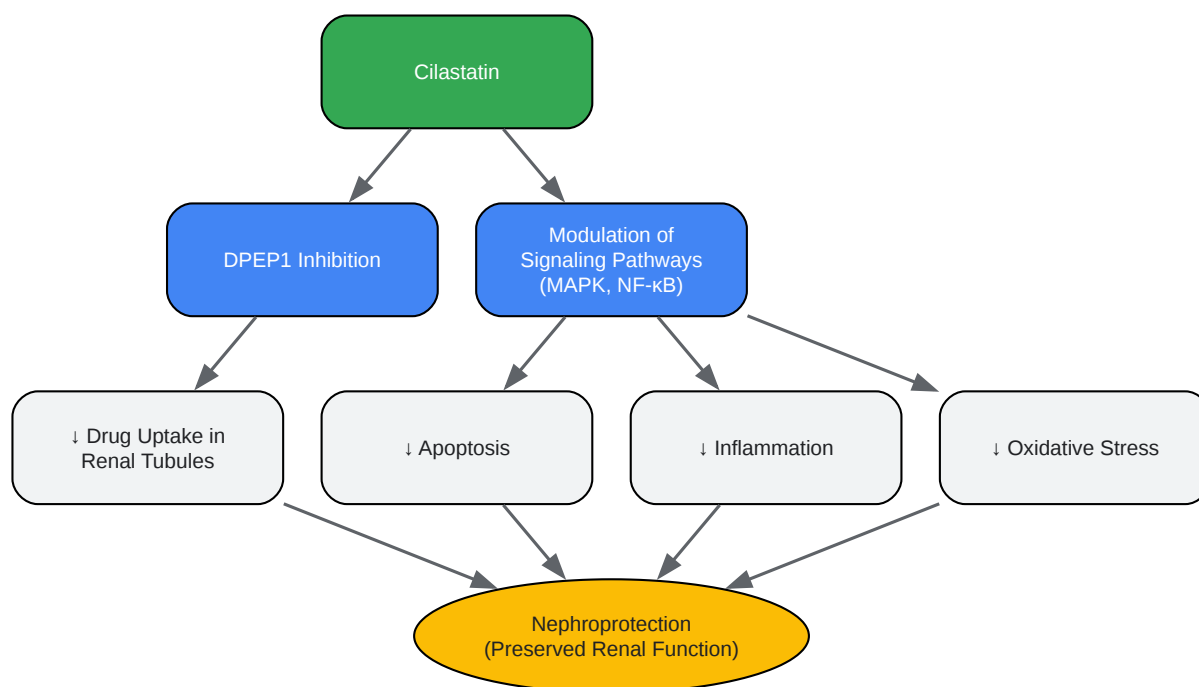 Cilastatin
DPEP1 Inhibition
Modulation of
Signaling Pathways
(MAPK, NF-κB)
↓ Drug Uptake in
Renal Tubules
↓ Apoptosis
↓ Inflammation
↓ Oxidative Stress
Nephroprotection
(Preserved Renal Function)